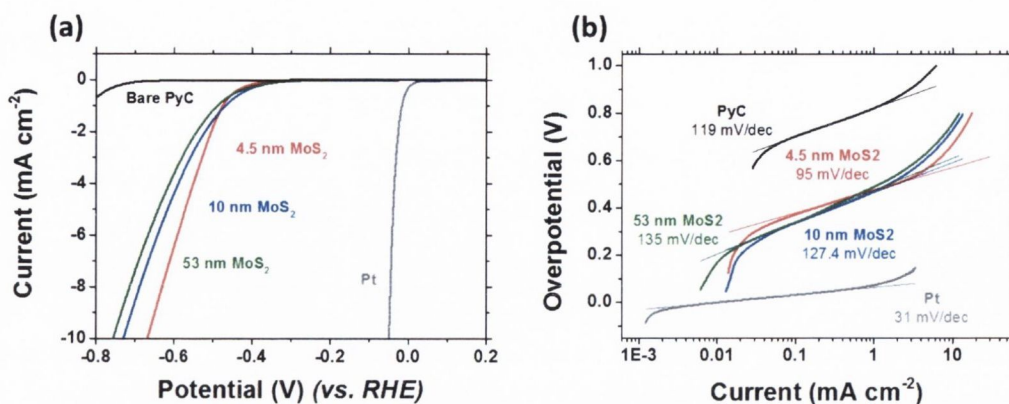 (a)
Current (mA cm⁻²)
0
-2
-4
-6
-8
-10
Bare PyC
4.5 nm MoS₂
10 nm MoS₂
53 nm MoS₂
Pt
-0.8
-0.6
-0.4
-0.2
0.0
0.2
Potential (V) (vs. RHE)
(b)
Overpotential (V)
1.0
0.8
0.6
0.4
0.2
0.0
PyC
119 mV/dec
4.5 nm MoS2
95 mV/dec
53 nm MoS2
135 mV/dec
10 nm MoS2
127.4 mV/dec
Pt
31 mV/dec
1E-3
0.01
0.1
1
10
Current (mA cm⁻²)